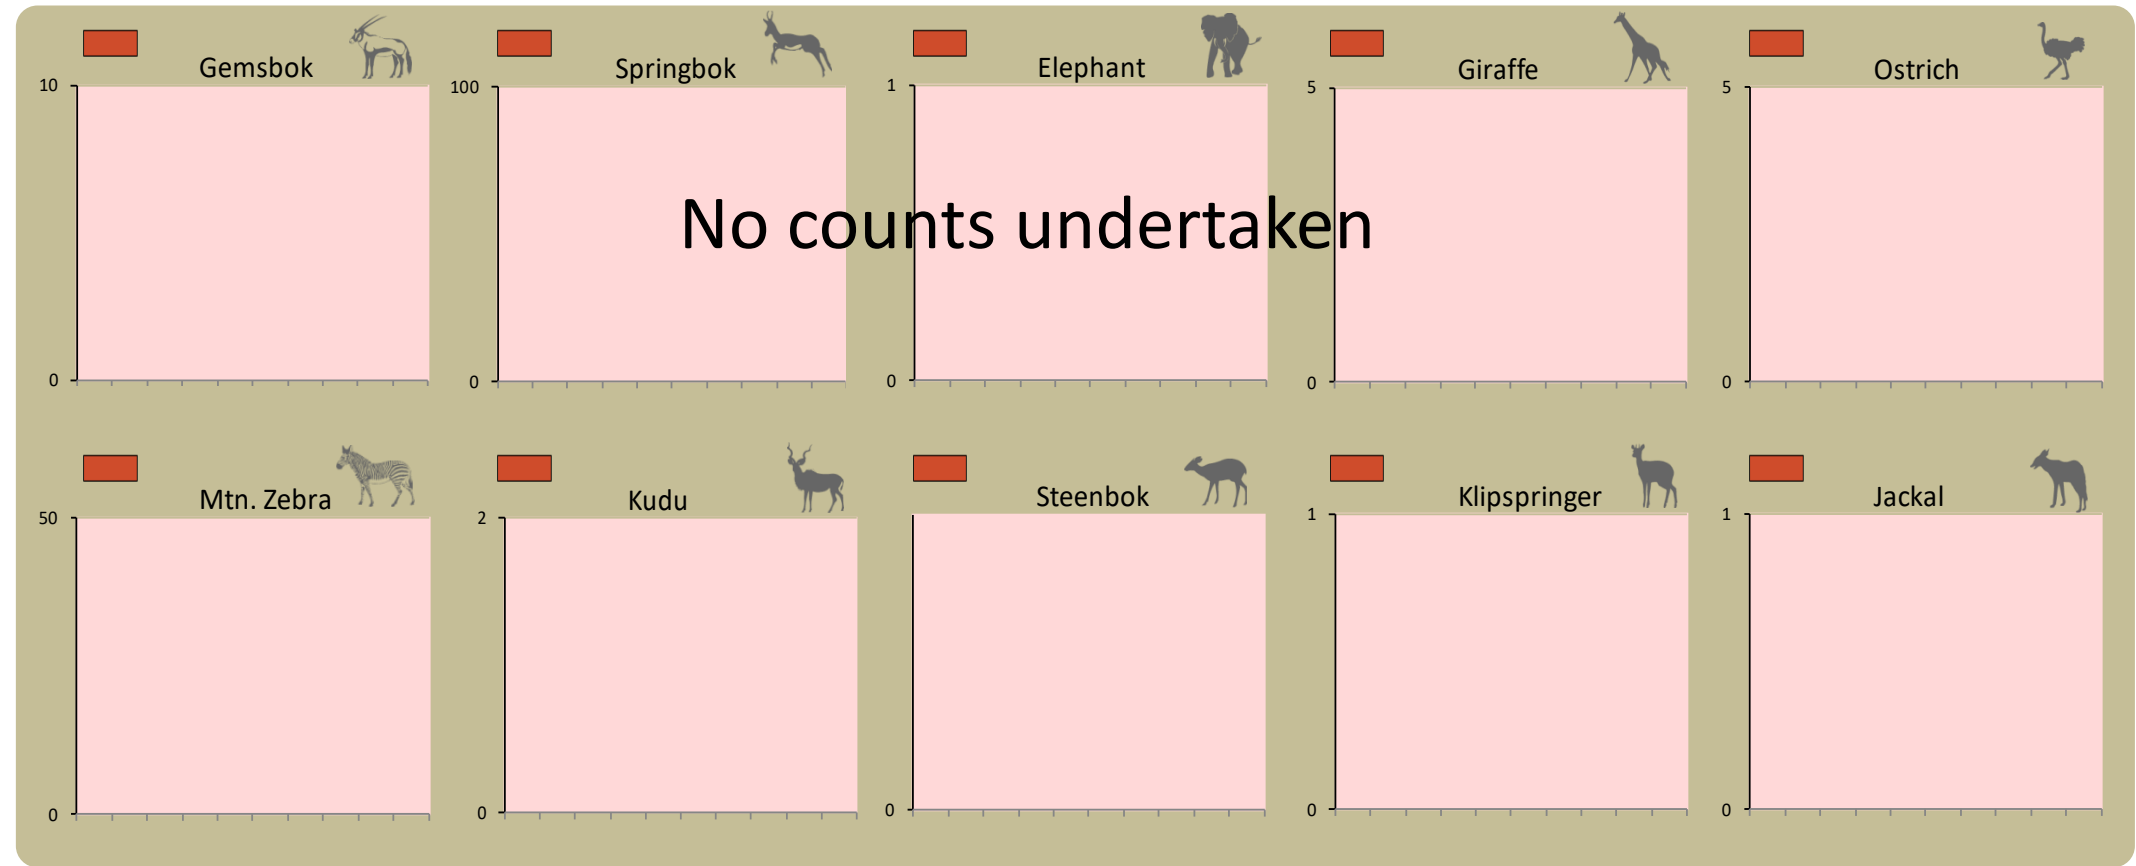 Gemsbok
10
0
Springbok
100
0
Elephant
1
0
Giraffe
5
0
Ostrich
5
0
No counts undertaken
Mtn. Zebra
50
0
Kudu
2
0
Steenbok
0
Klipspringer
1
0
Jackal
1
0